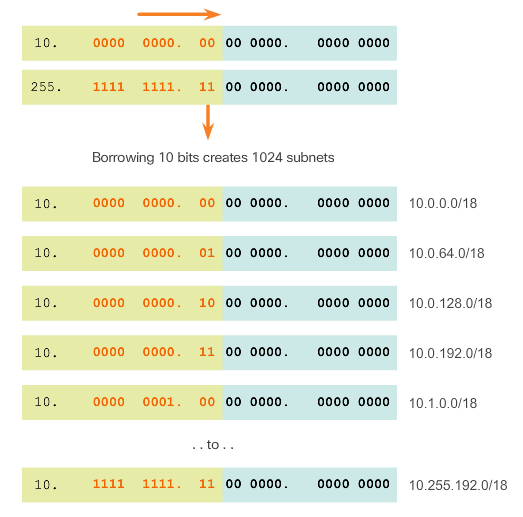 10. 0000 0000. 00 00 0000. 0000 0000
255. 1111 1111. 11 00 0000. 0000 0000
Borrowing 10 bits creates 1024 subnets
10. 0000 0000. 00 00 0000. 0000 0000 10.0.0.0/18
10. 0000 0000. 01 00 0000. 0000 0000 10.0.64.0/18
10. 0000 0000. 10 00 0000. 0000 0000 10.0.128.0/18
10. 0000 0000. 11 00 0000. 0000 0000 10.0.192.0/18
10. 0000 0001. 00 00 0000. 0000 0000 10.1.0.0/18
. . to . .
10. 1111 1111. 11 00 0000. 0000 0000 10.255.192.0/18